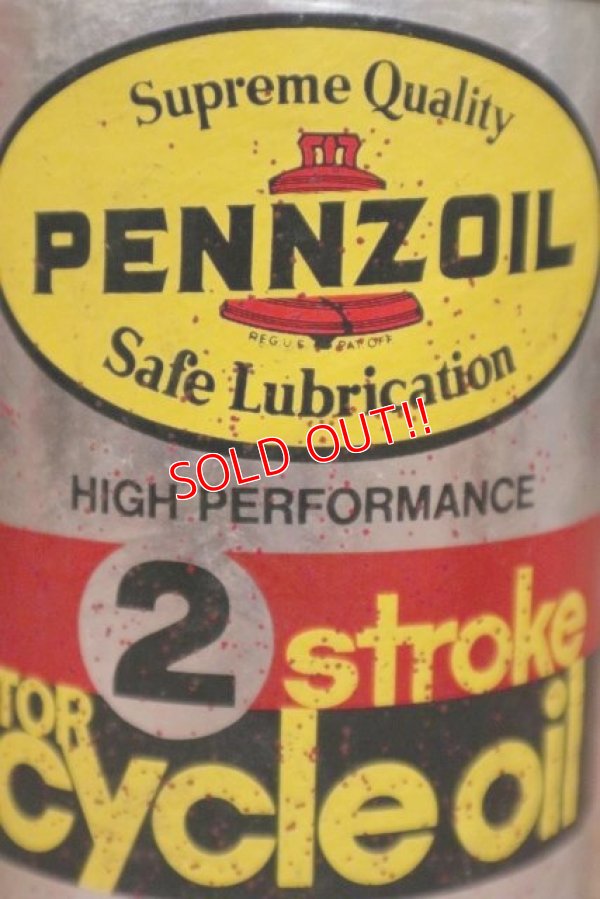 Supreme Quality
PENNZOIL
REG. U.S. PAT. OFF.
Safe Lubrication
SOLD OUT!!
HIGH PERFORMANCE
2 stroke
TOR
cycle oil